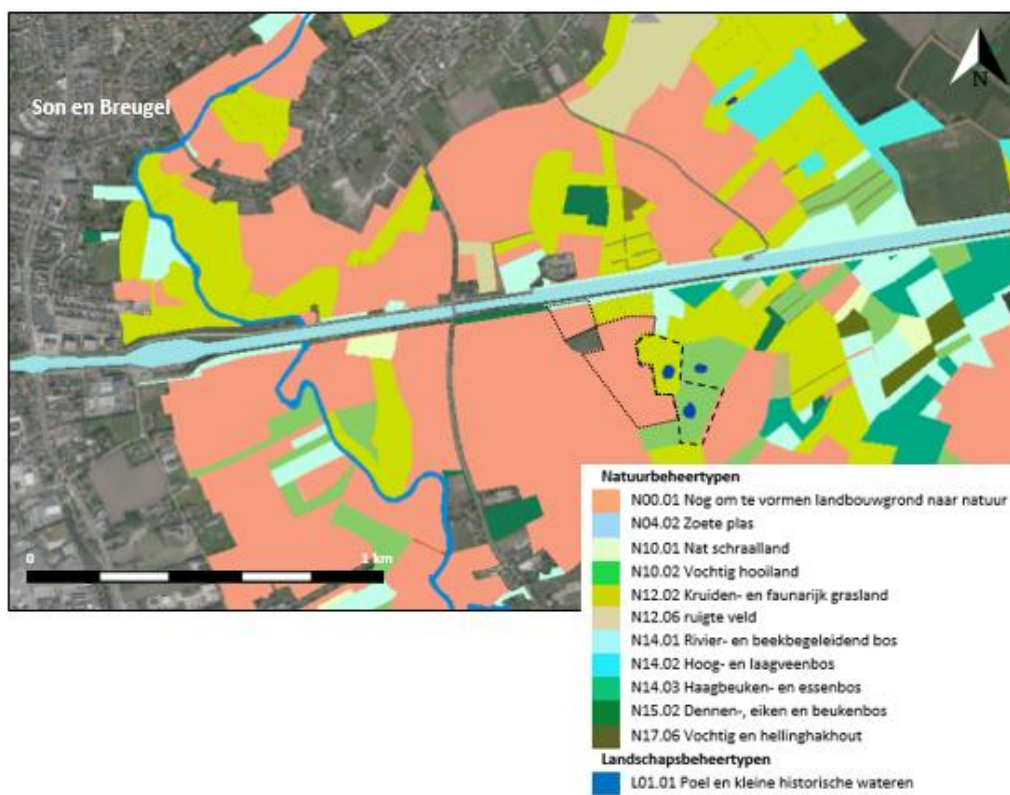 Son en Breugel
N
0
1 km
Natuurbeheertypen
N00.01 Nog om te vormen landbouwgrond naar natuur
N04.02 Zoete plas
N10.01 Nat schraalland
N10.02 Vochtig hooiland
N12.02 Kruiden- en faunarijk grasland
N12.06 ruigte veld
N14.01 Rivier- en beekbegeleidend bos
N14.02 Hoog- en laagveenbos
N14.03 Haagbeuken- en essenbos
N15.02 Dennen-, eiken en beukenbos
N17.06 Vochtig en hellinghakhout
Landschapsbeheertypen
L01.01 Poel en kleine historische wateren